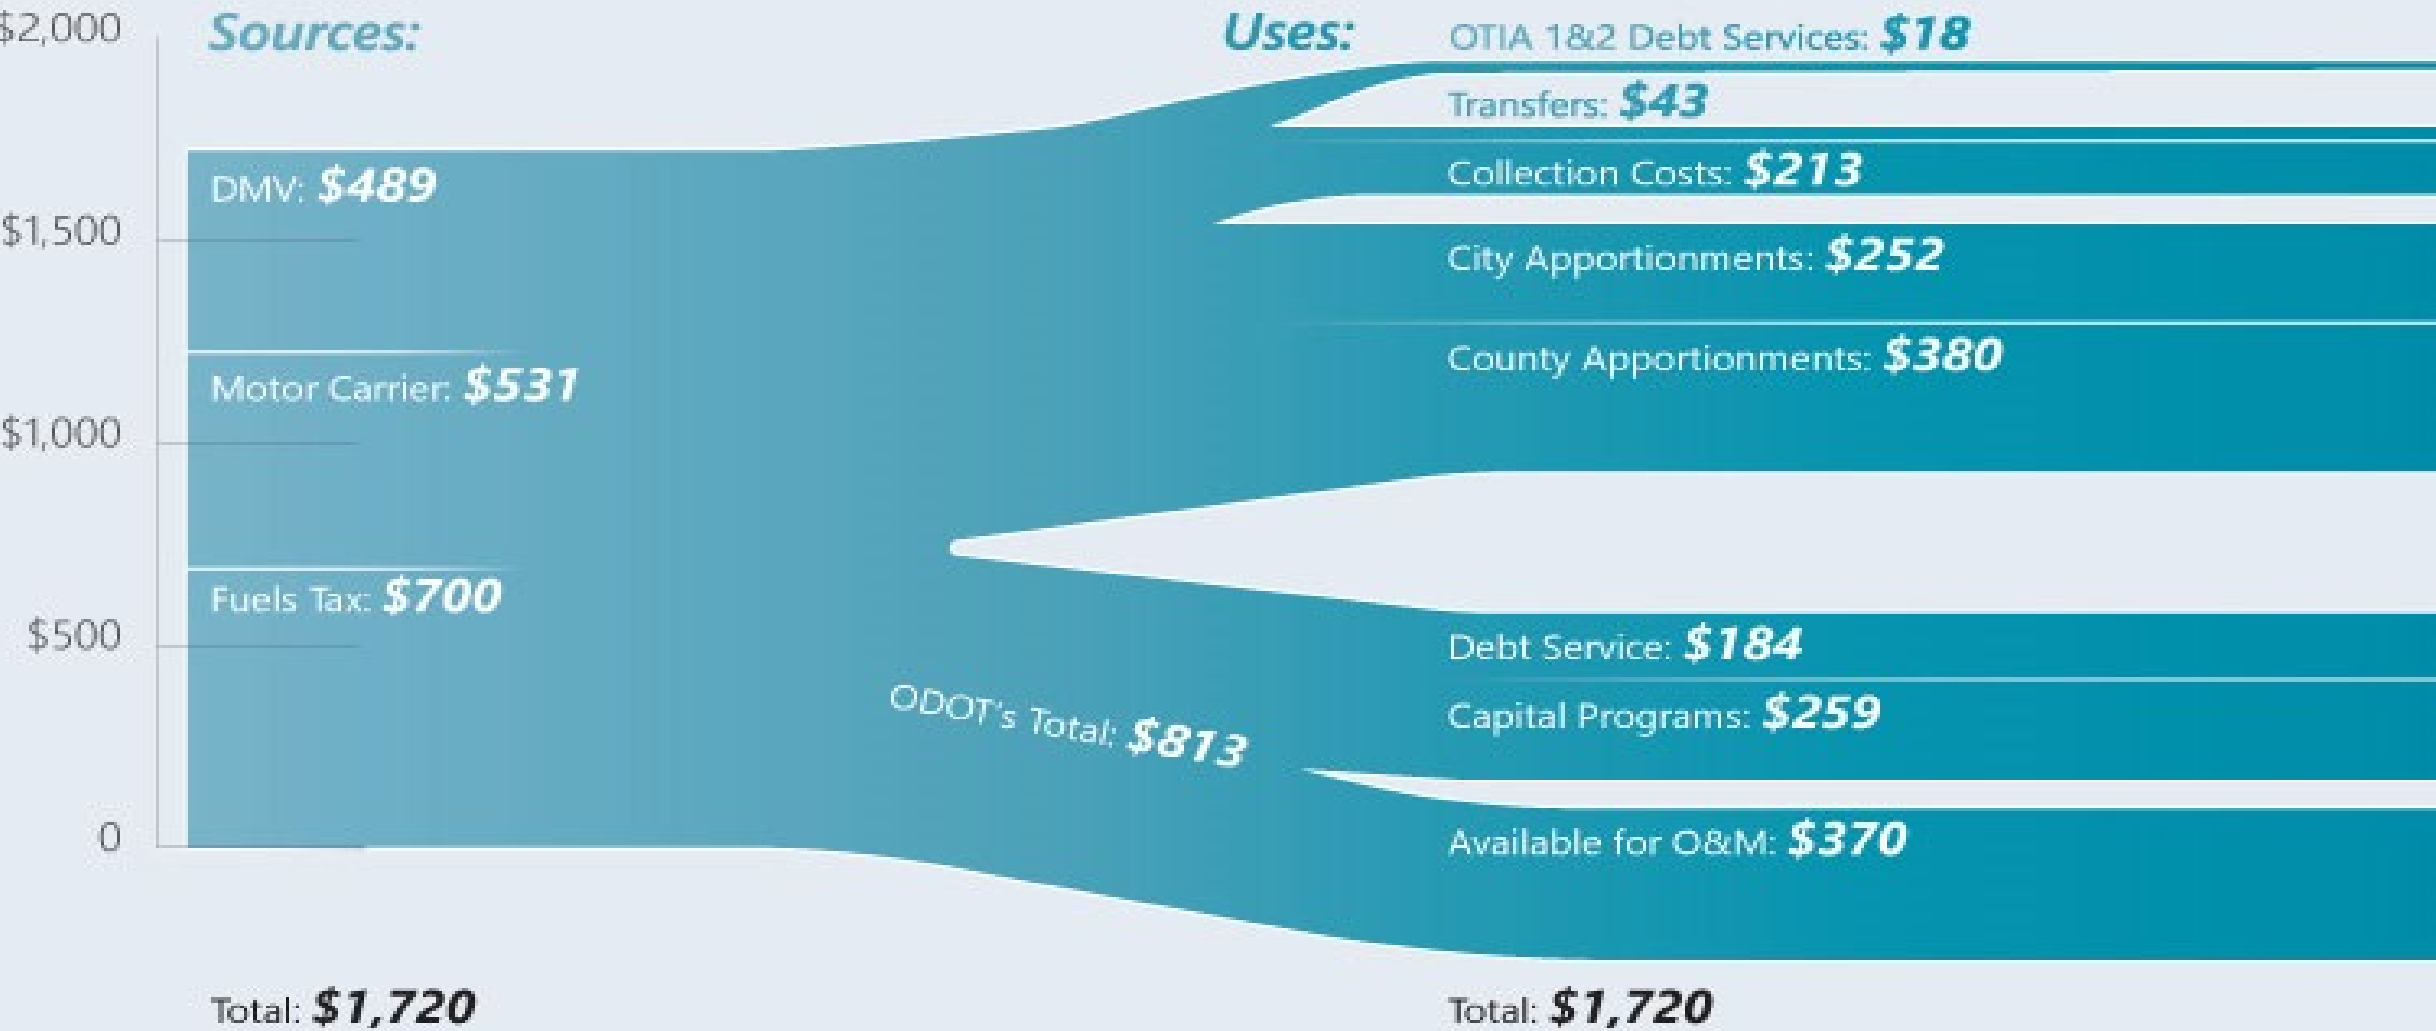 $2,000
$1,500
$1,000
$500
0
Sources:
DMV: $489
Motor Carrier: $531
Fuels Tax: $700
Total: $1,720
ODOT's Total: $813
Uses:
OTIA 1&2 Debt Services: $18
Transfers: $43
Collection Costs: $213
City Apportionments: $252
County Apportionments: $380
Debt Service: $184
Capital Programs: $259
Available for O&M: $370
Total: $1,720